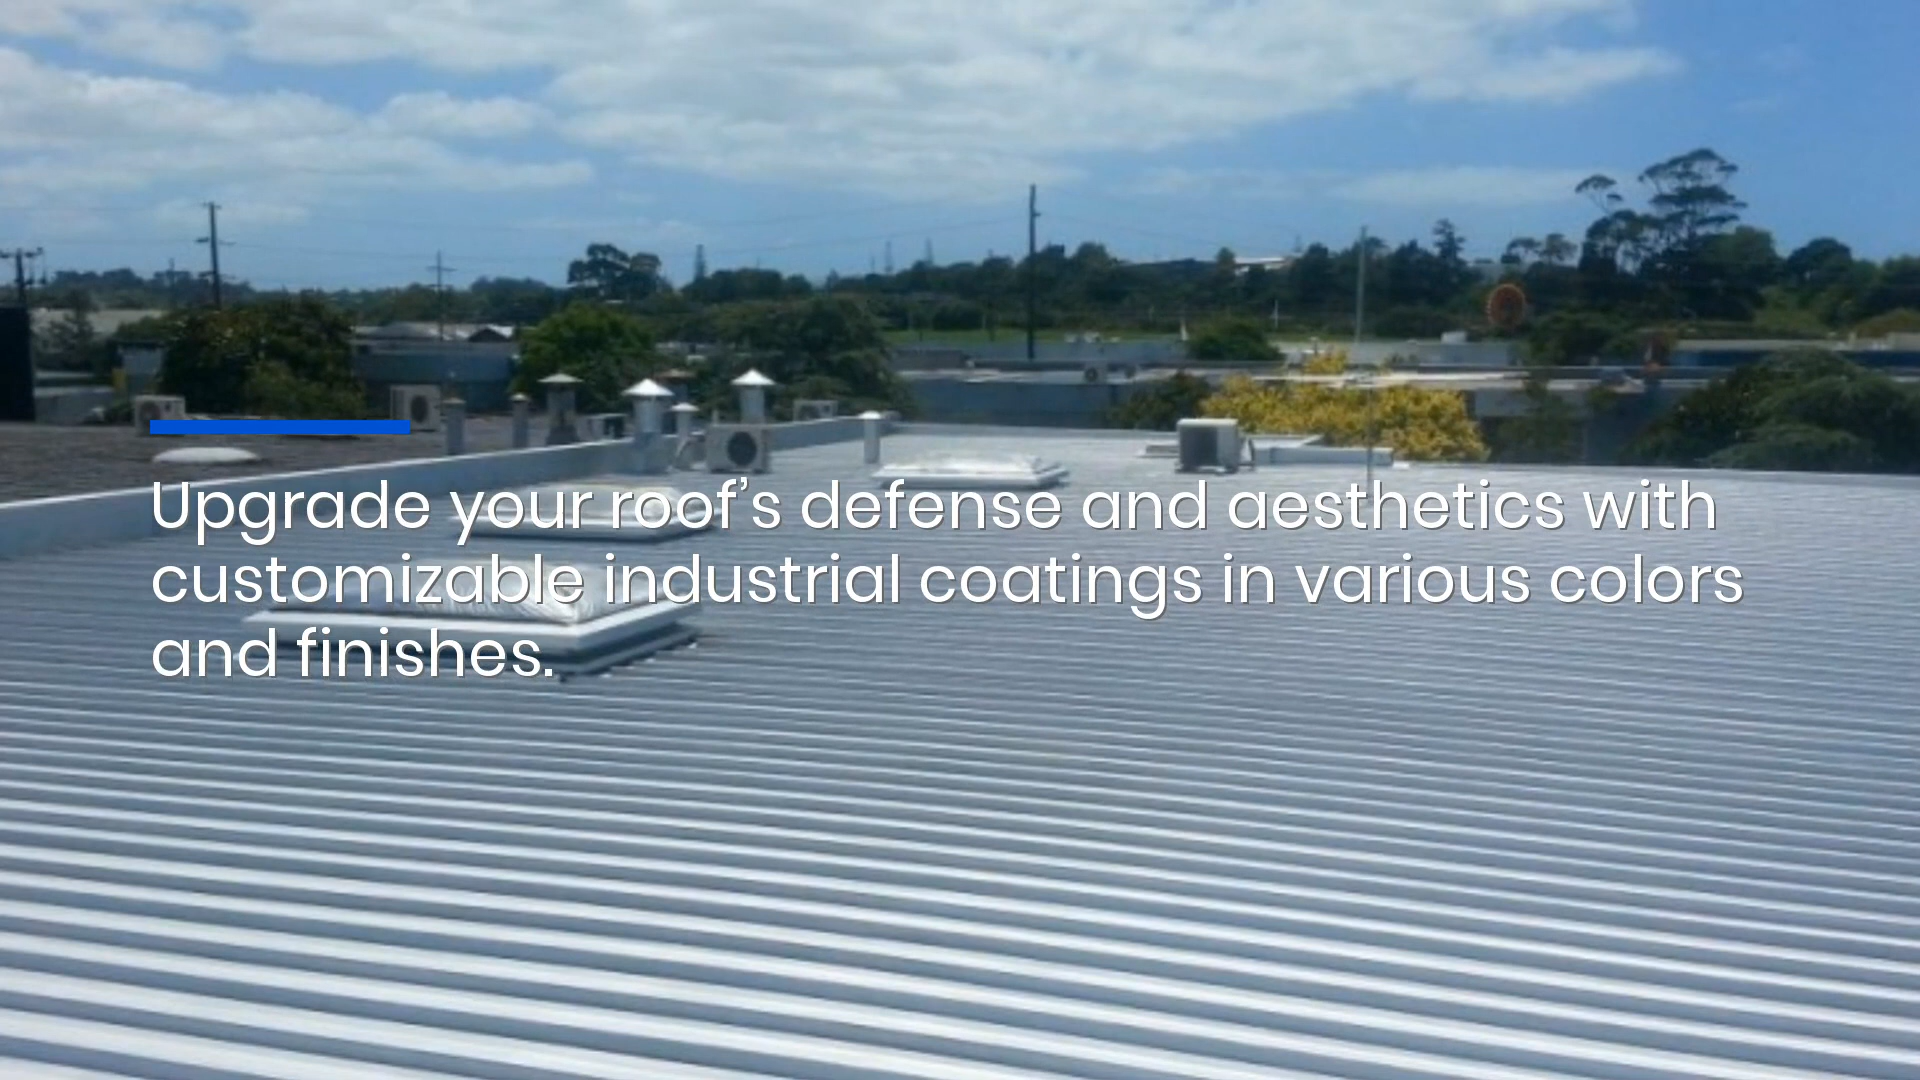 Upgrade your roof’s defense and aesthetics with
customizable industrial coatings in various colors
and finishes.